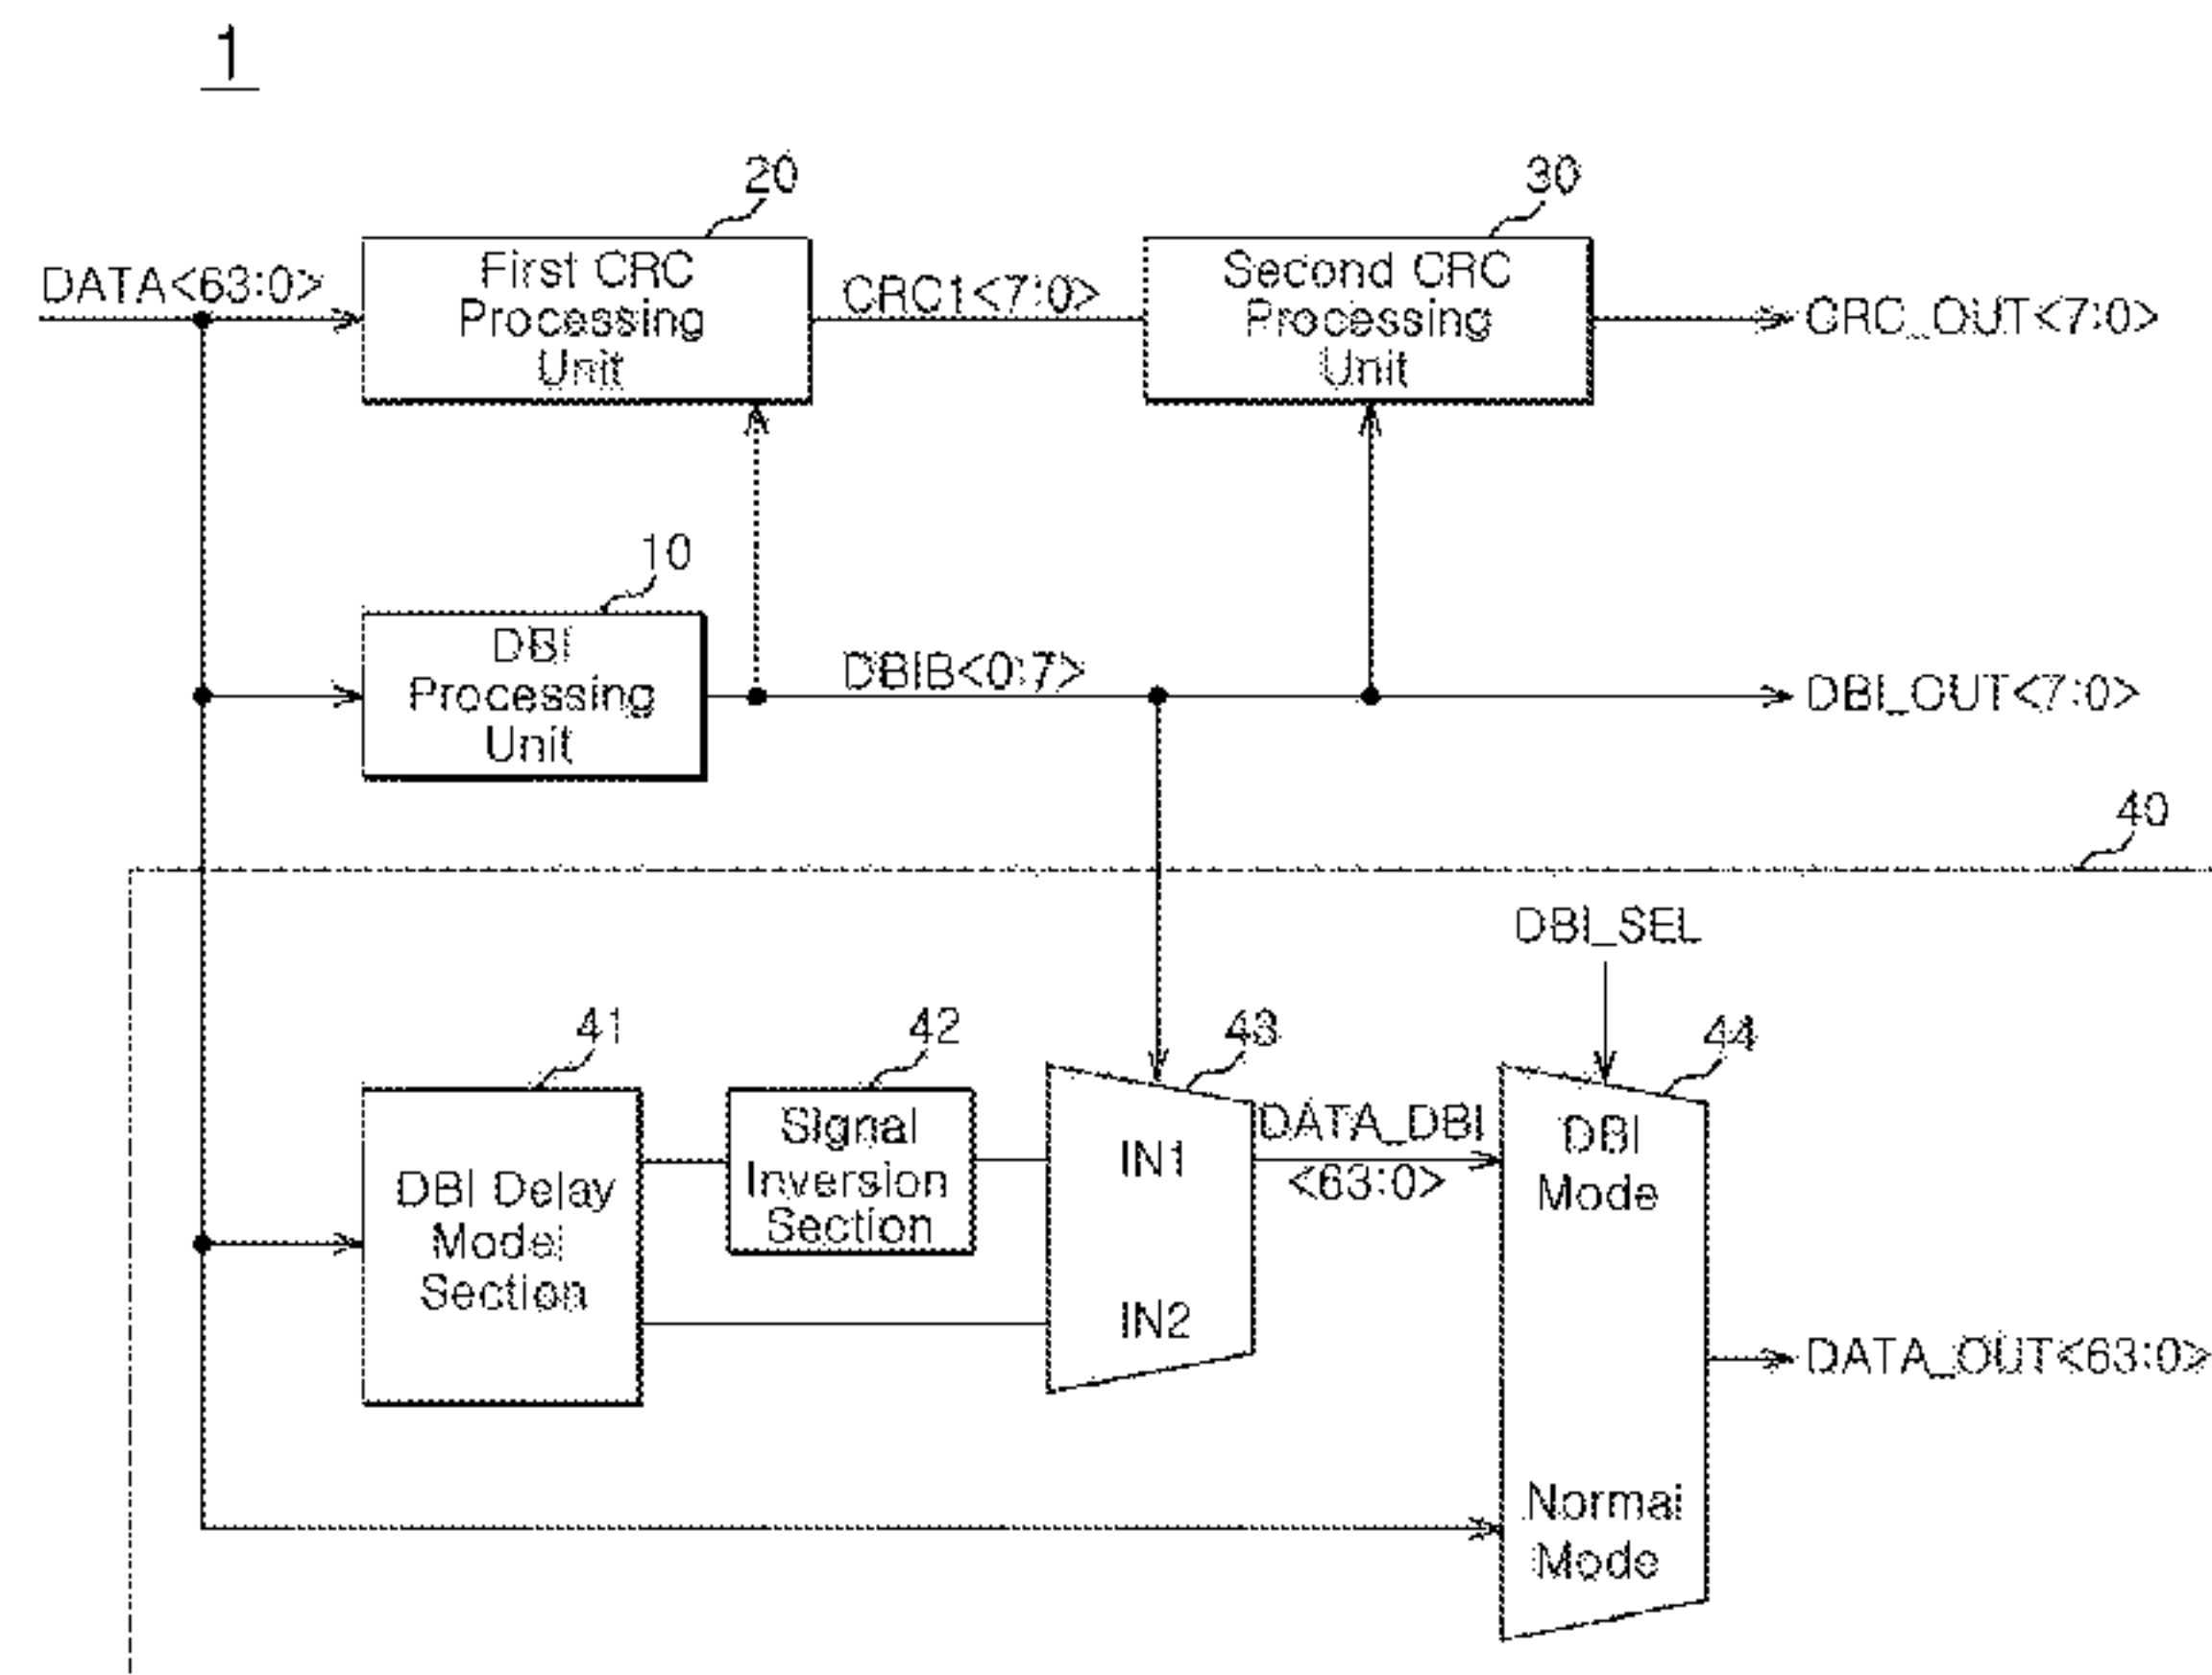 1
20
30
DATA<63:0>
First CRC
Processing
Unit
CRC1<7:0>
Second CRC
Processing
Unit
CRC_OUT<7:0>
10
DBI
Processing
Unit
DBIB<0:7>
DBI_OUT<7:0>
40
DBI_SEL
41
42
43
44
DBI Delay
Model
Section
Signal
Inversion
Section
IN1
IN2
DATA_DBI
<63:0>
DBI
Mode
Normal
Mode
DATA_OUT<63:0>